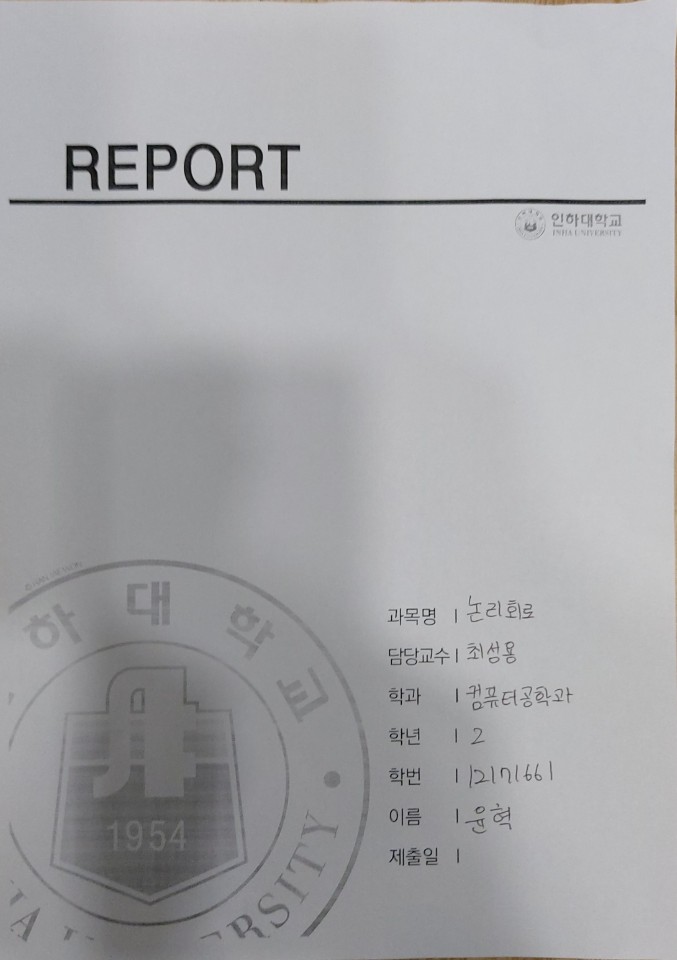 REPORT
인하대학교
INHA UNIVERSITY
하대학교
1954
과목명 | 논리회로
담당교수 | 최성용
학과 | 컴퓨터공학과
학년 | 2
학번 | 12171661
이름 | 윤혁
제출일 |